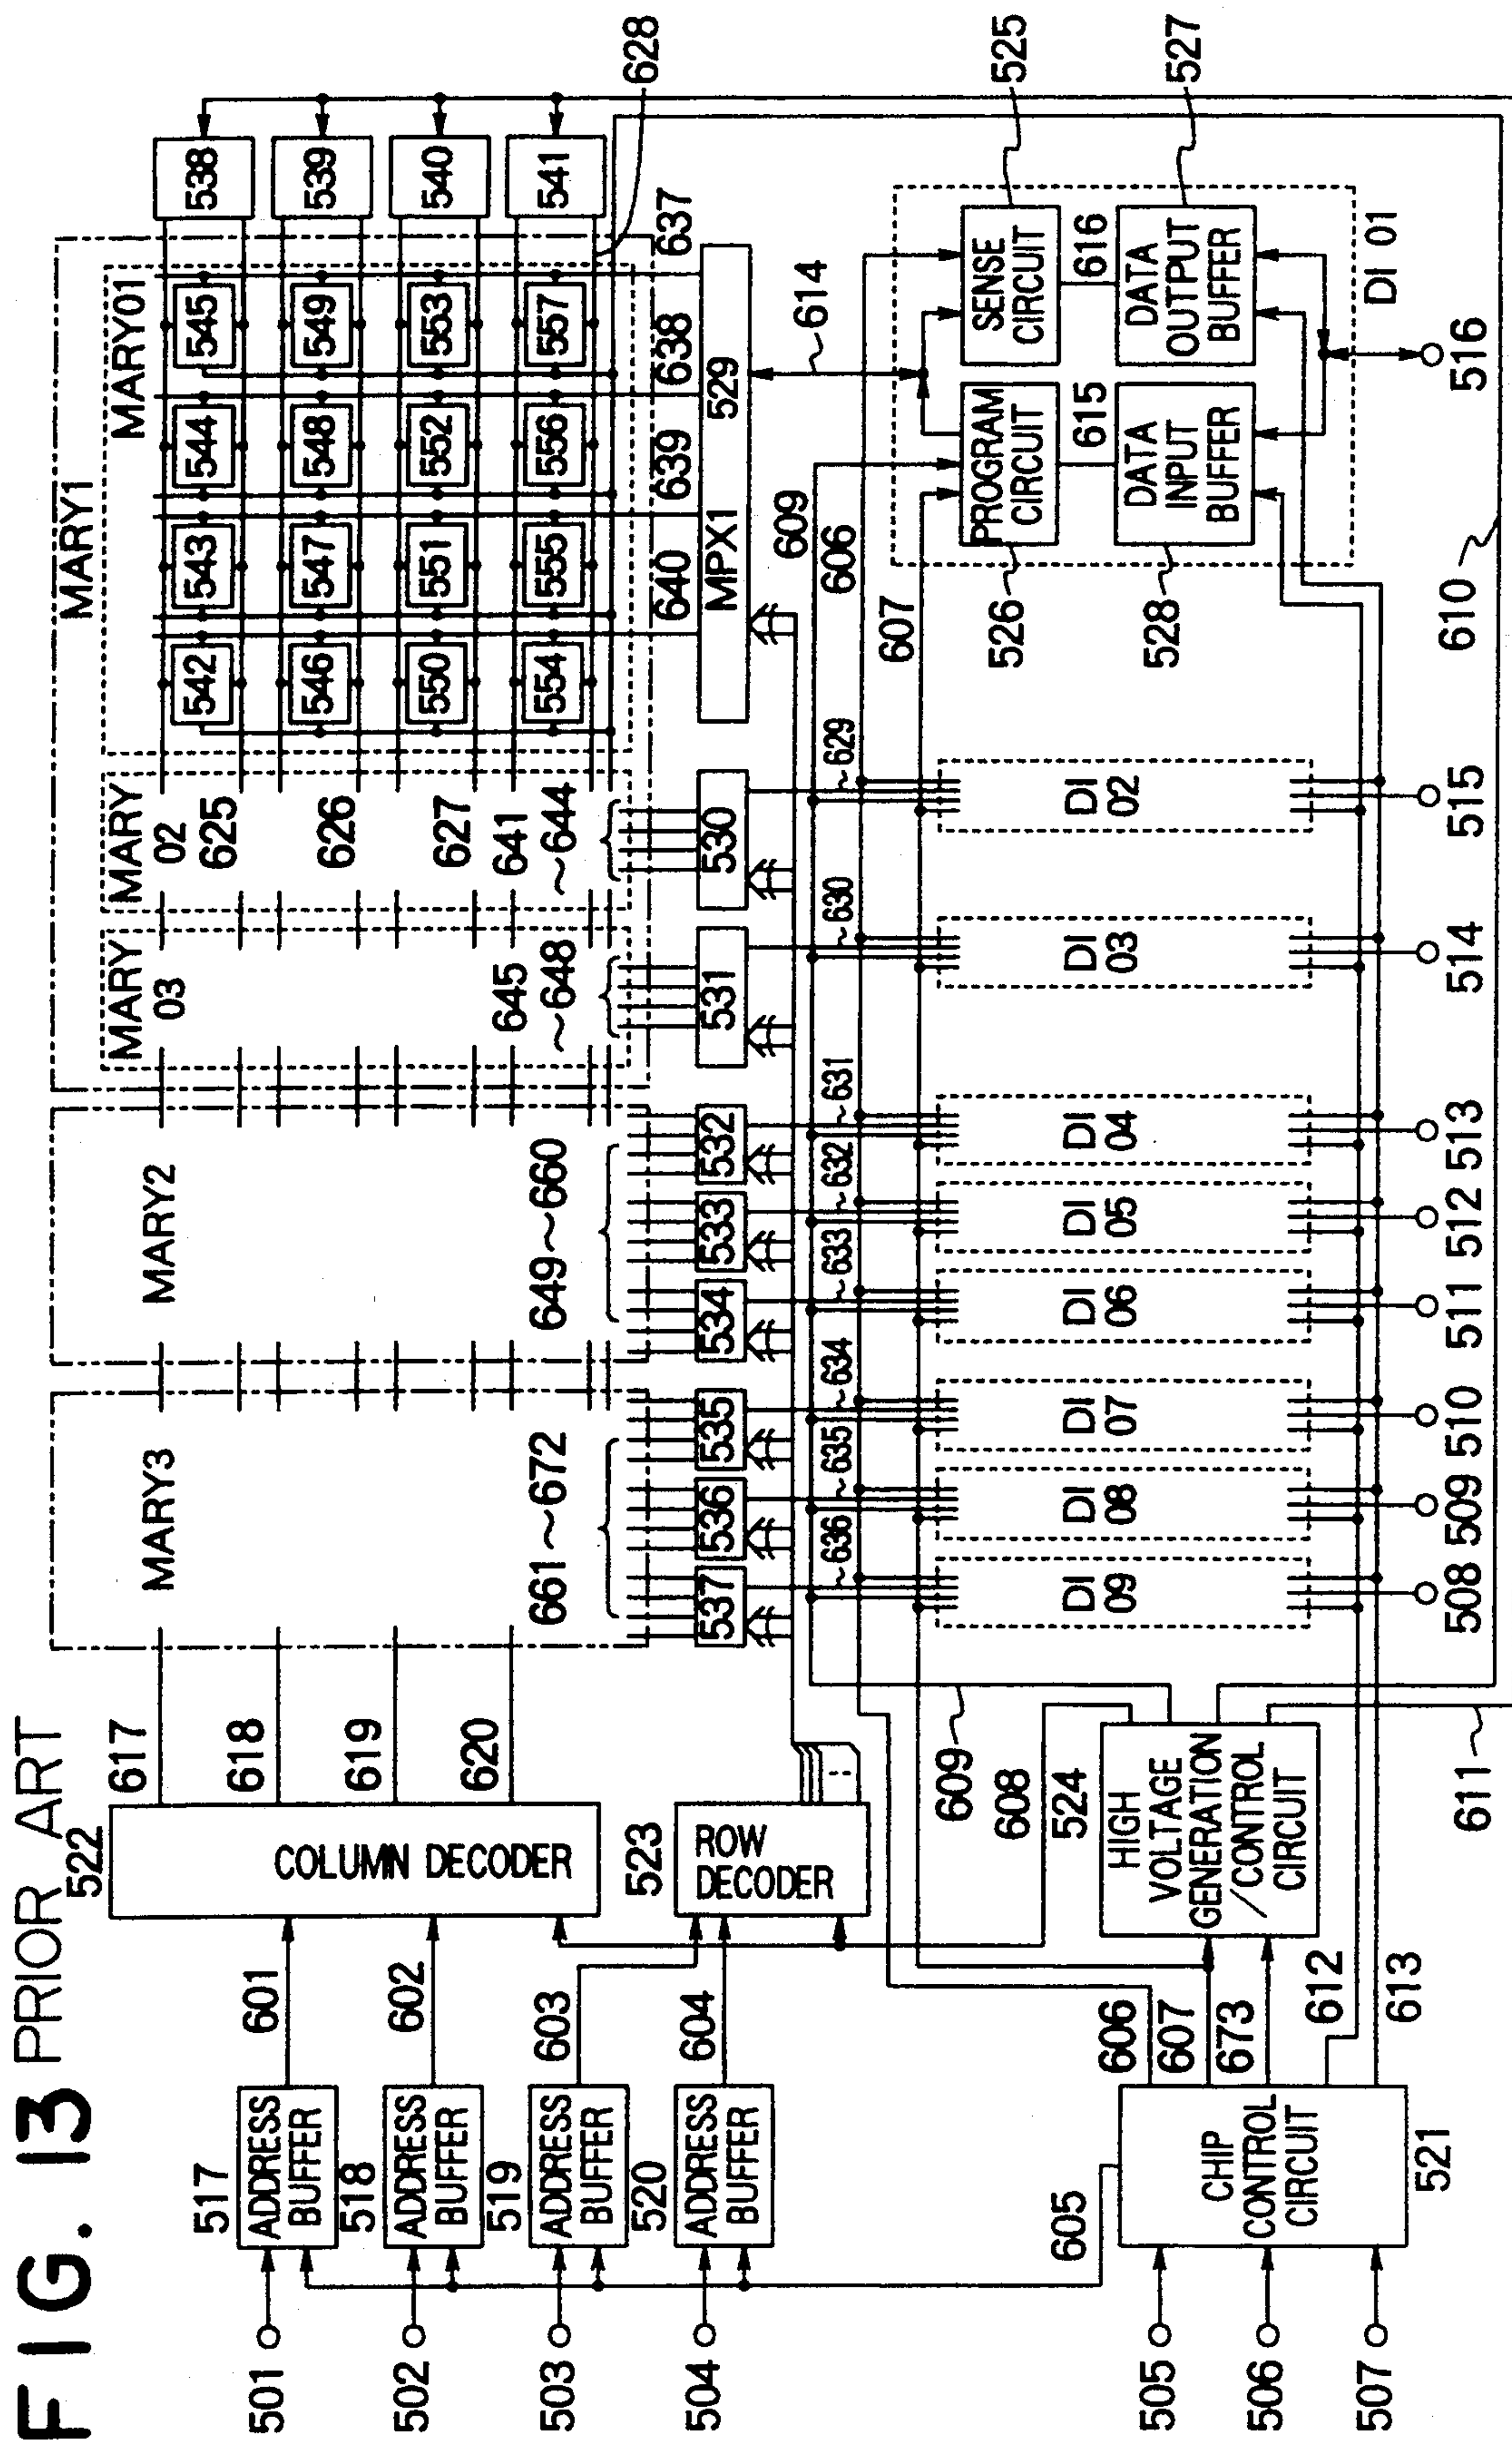 FIG. 13 PRIOR ART
501
502
503
504
505
506
507
517
ADDRESS
BUFFER
518
ADDRESS
BUFFER
519
ADDRESS
BUFFER
520
ADDRESS
BUFFER
605
CHIP
CONTROL
CIRCUIT
521
601
602
603
604
606
607
673
612
613
522
COLUMN DECODER
523
ROW
DECODER
609
608
524
HIGH
VOLTAGE
GENERATION
/CONTROL
CIRCUIT
611
617
618
619
620
MARY3
661~672
MARY2
649~660
MARY1
MARY
03
645
~648
MARY
02
625
626
627
641
~644
MARY01
542
543
544
545
546
547
548
549
550
551
552
553
554
555
556
557
538
539
540
541
628
637
638
639
640
MPX1
529
530
531
532
533
534
535
536
537
629
630
631
632
633
634
635
636
609
606
607
614
DI
09
DI
08
DI
07
DI
06
DI
05
DI
04
DI
03
DI
02
PROGRAM
CIRCUIT
526
SENSE
CIRCUIT
525
615
616
DATA
INPUT
BUFFER
528
DATA
OUTPUT
BUFFER
527
DI 01
508
509
510
511
512
513
514
515
516
610